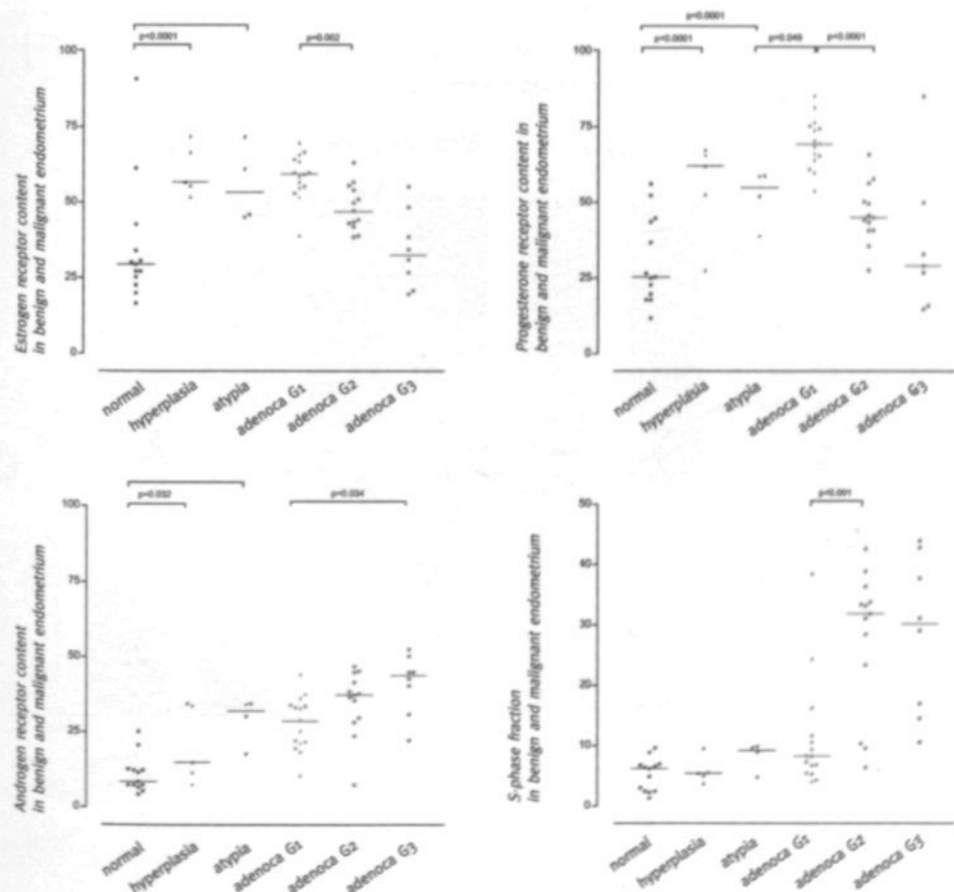 p<0.0001
p=0.002
100
75
50
25
0
Estrogen receptor content
in benign and malignant endometrium
normal
hyperplasia
atypia
adenoca G1
adenoca G2
adenoca G3
p=0.0001
p<0.0001
p=0.049
p<0.0001
100
75
50
25
0
Progesterone receptor content in
benign and malignant endometrium
normal
hyperplasia
atypia
adenoca G1
adenoca G2
adenoca G3
p=0.032
p=0.034
100
75
50
25
0
Androgen receptor content
in benign and malignant endometrium
normal
hyperplasia
atypia
adenoca G1
adenoca G2
adenoca G3
p<0.001
50
40
30
20
10
0
S-phase fraction
in benign and malignant endometrium
normal
hyperplasia
atypia
adenoca G1
adenoca G2
adenoca G3